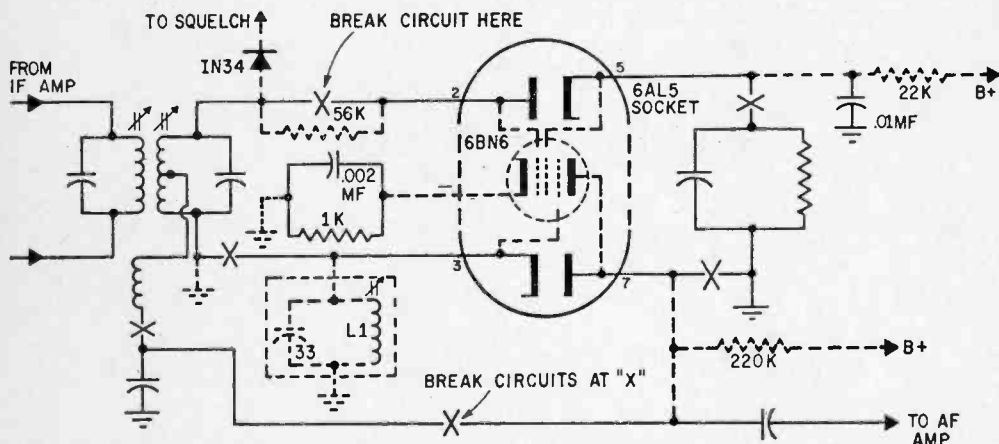 TO SQUELCH
BREAK CIRCUIT HERE
FROM
IF AMP
IN34
56K
2
5
6AL5
SOCKET
22K
B+
.01MF
6BN6
.002
MF
1K
3
7
L1
33
220K
B+
BREAK CIRCUITS AT "X"
TO AF
AMP